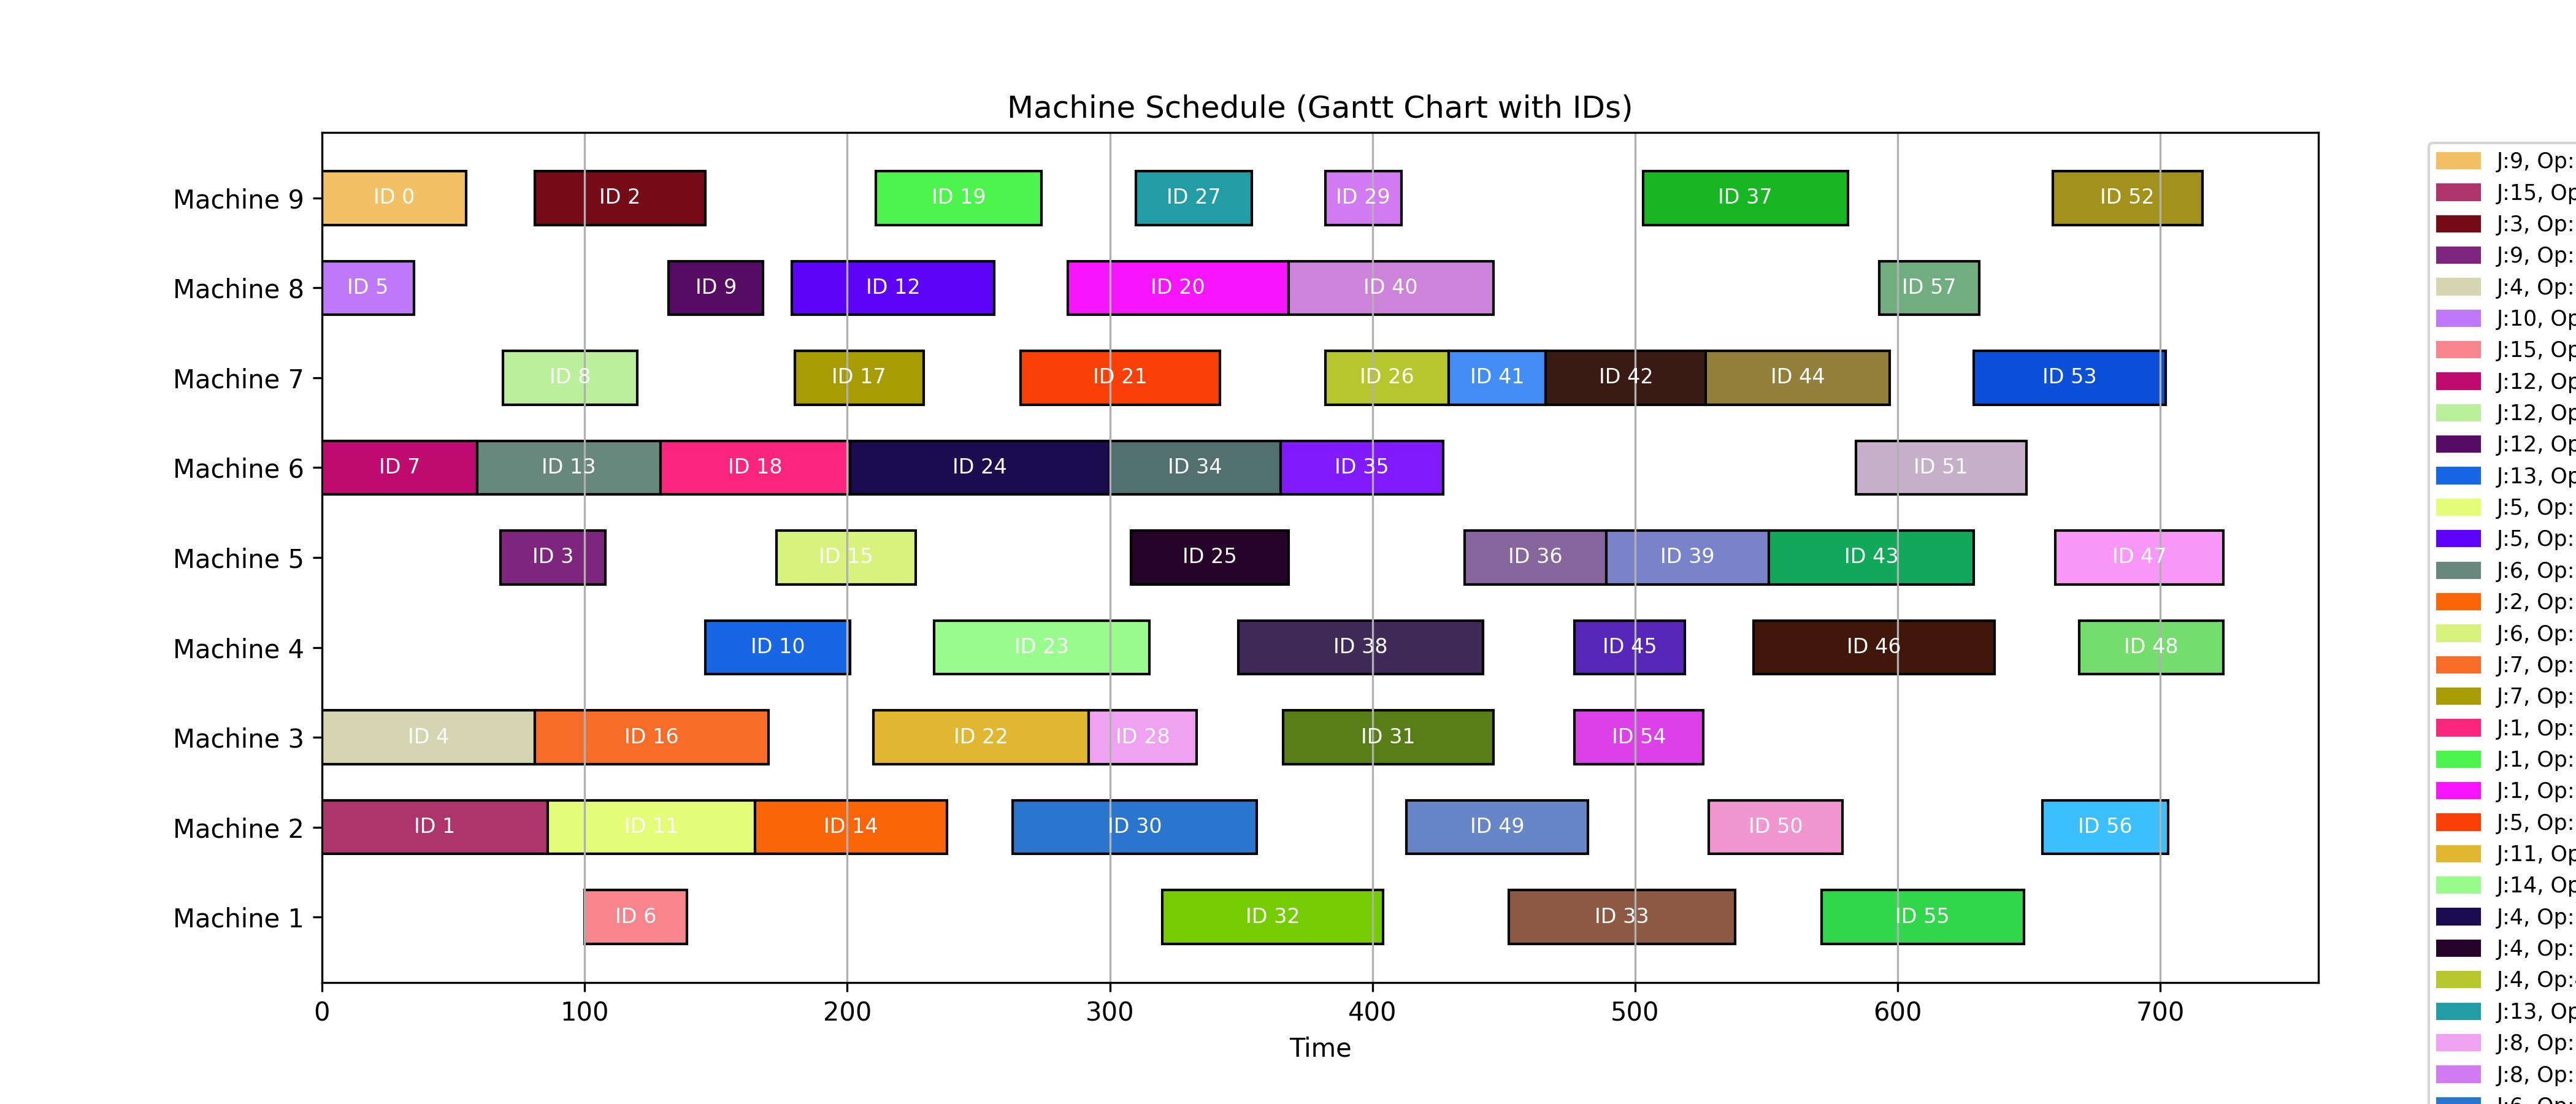 Machine Schedule (Gantt Chart with IDs)
Machine 9
ID 0
ID 2
ID 19
ID 27
ID 29
ID 37
ID 52
Machine 8
ID 5
ID 9
ID 12
ID 20
ID 40
ID 57
Machine 7
ID 8
ID 17
ID 21
ID 26
ID 41
ID 42
ID 44
ID 53
Machine 6
ID 7
ID 13
ID 18
ID 24
ID 34
ID 35
ID 51
Machine 5
ID 3
ID 15
ID 25
ID 36
ID 39
ID 43
ID 47
Machine 4
ID 10
ID 23
ID 38
ID 45
ID 46
ID 48
Machine 3
ID 4
ID 16
ID 22
ID 28
ID 31
ID 54
Machine 2
ID 1
ID 11
ID 14
ID 30
ID 49
ID 50
ID 56
Machine 1
ID 6
ID 32
ID 33
ID 55
0 100 200 300 400 500 600 700
Time
J:9, Op:
J:15, Op
J:3, Op:
J:9, Op:
J:4, Op:
J:10, Op
J:15, Op
J:12, Op
J:12, Op
J:12, Op
J:13, Op
J:5, Op:
J:5, Op:
J:6, Op:
J:2, Op:
J:6, Op:
J:7, Op:
J:7, Op:
J:1, Op:
J:1, Op:
J:1, Op:
J:5, Op:
J:11, Op
J:14, Op
J:4, Op:
J:4, Op:
J:4, Op:
J:13, Op
J:8, Op:
J:8, Op:
J:6, Op: